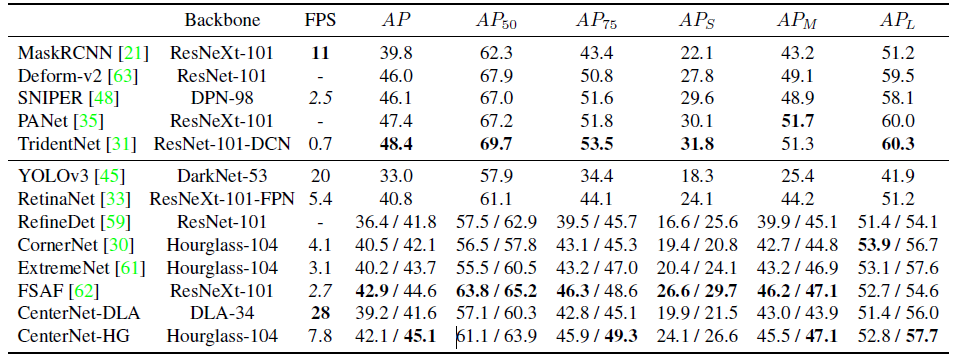 Backbone FPS AP AP50 AP75 APS APM APL
MaskRCNN [21] ResNeXt-101 11 39.8 62.3 43.4 22.1 43.2 51.2
Deform-v2 [63] ResNet-101 - 46.0 67.9 50.8 27.8 49.1 59.5
SNIPER [48] DPN-98 2.5 46.1 67.0 51.6 29.6 48.9 58.1
PANet [35] ResNeXt-101 - 47.4 67.2 51.8 30.1 51.7 60.0
TridentNet [31] ResNet-101-DCN 0.7 48.4 69.7 53.5 31.8 51.3 60.3
YOLOv3 [45] DarkNet-53 20 33.0 57.9 34.4 18.3 25.4 41.9
RetinaNet [33] ResNeXt-101-FPN 5.4 40.8 61.1 44.1 24.1 44.2 51.2
RefineDet [59] ResNet-101 - 36.4 / 41.8 57.5 / 62.9 39.5 / 45.7 16.6 / 25.6 39.9 / 45.1 51.4 / 54.1
CornerNet [30] Hourglass-104 4.1 40.5 / 42.1 56.5 / 57.8 43.1 / 45.3 19.4 / 20.8 42.7 / 44.8 53.9 / 56.7
ExtremeNet [61] Hourglass-104 3.1 40.2 / 43.7 55.5 / 60.5 43.2 / 47.0 20.4 / 24.1 43.2 / 46.9 53.1 / 57.6
FSAF [62] ResNeXt-101 2.7 42.9 / 44.6 63.8 / 65.2 46.3 / 48.6 26.6 / 29.7 46.2 / 47.1 52.7 / 54.6
CenterNet-DLA DLA-34 28 39.2 / 41.6 57.1 / 60.3 42.8 / 45.1 19.9 / 21.5 43.0 / 43.9 51.4 / 56.0
CenterNet-HG Hourglass-104 7.8 42.1 / 45.1 61.1 / 63.9 45.9 / 49.3 24.1 / 26.6 45.5 / 47.1 52.8 / 57.7